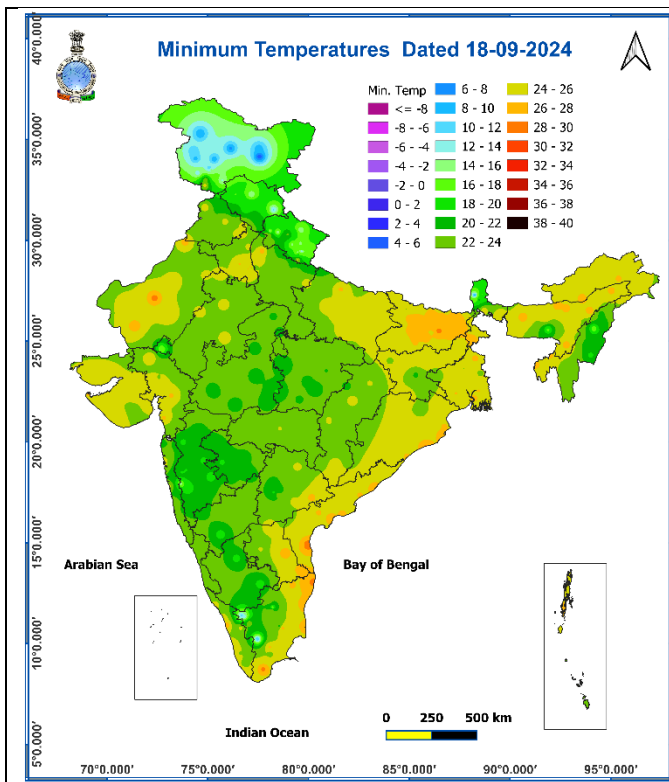 Minimum Temperatures Dated 18-09-2024
Min. Temp
<= -8
-8 - -6
-6 - -4
-4 - -2
-2 - 0
0 - 2
2 - 4
4 - 6
6 - 8
8 - 10
10 - 12
12 - 14
14 - 16
16 - 18
18 - 20
20 - 22
22 - 24
24 - 26
26 - 28
28 - 30
30 - 32
32 - 34
34 - 36
36 - 38
38 - 40
40°0.000'
35°0.000'
30°0.000'
25°0.000'
20°0.000'
15°0.000'
10°0.000'
5°0.000'
Arabian Sea
Bay of Bengal
Indian Ocean
0 250 500 km
70°0.000' 75°0.000' 80°0.000' 85°0.000' 90°0.000' 95°0.000'